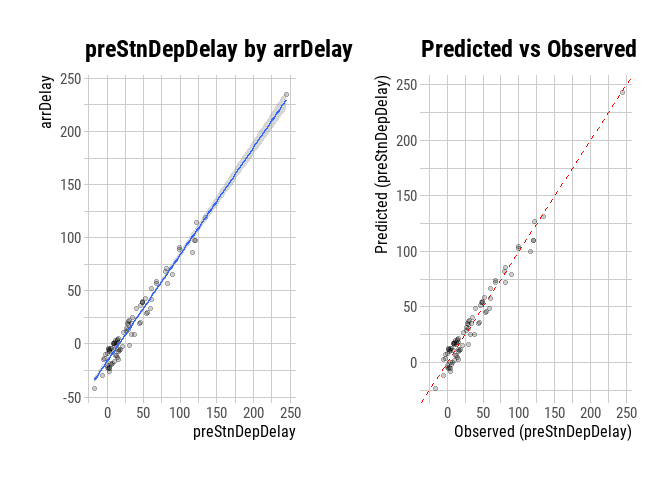 preStnDepDelay by arrDelay
arrDelay
250
200
150
100
50
0
-50
0 50 100 150 200 250
preStnDepDelay
Predicted vs Observed
Predicted (preStnDepDelay)
250
200
150
100
50
0
0 50 100 150 200 250
Observed (preStnDepDelay)